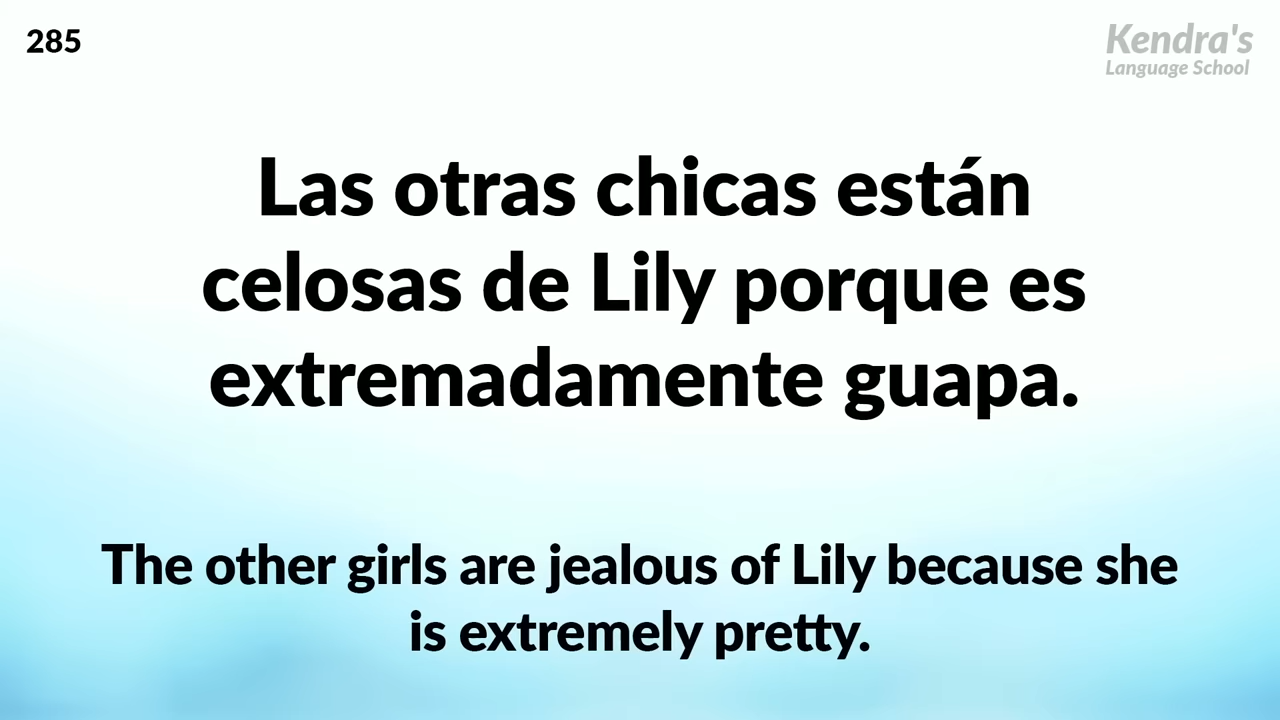 285
Kendra's
Language School
Las otras chicas están
celosas de Lily porque es
extremadamente guapa.
The other girls are jealous of Lily because she
is extremely pretty.